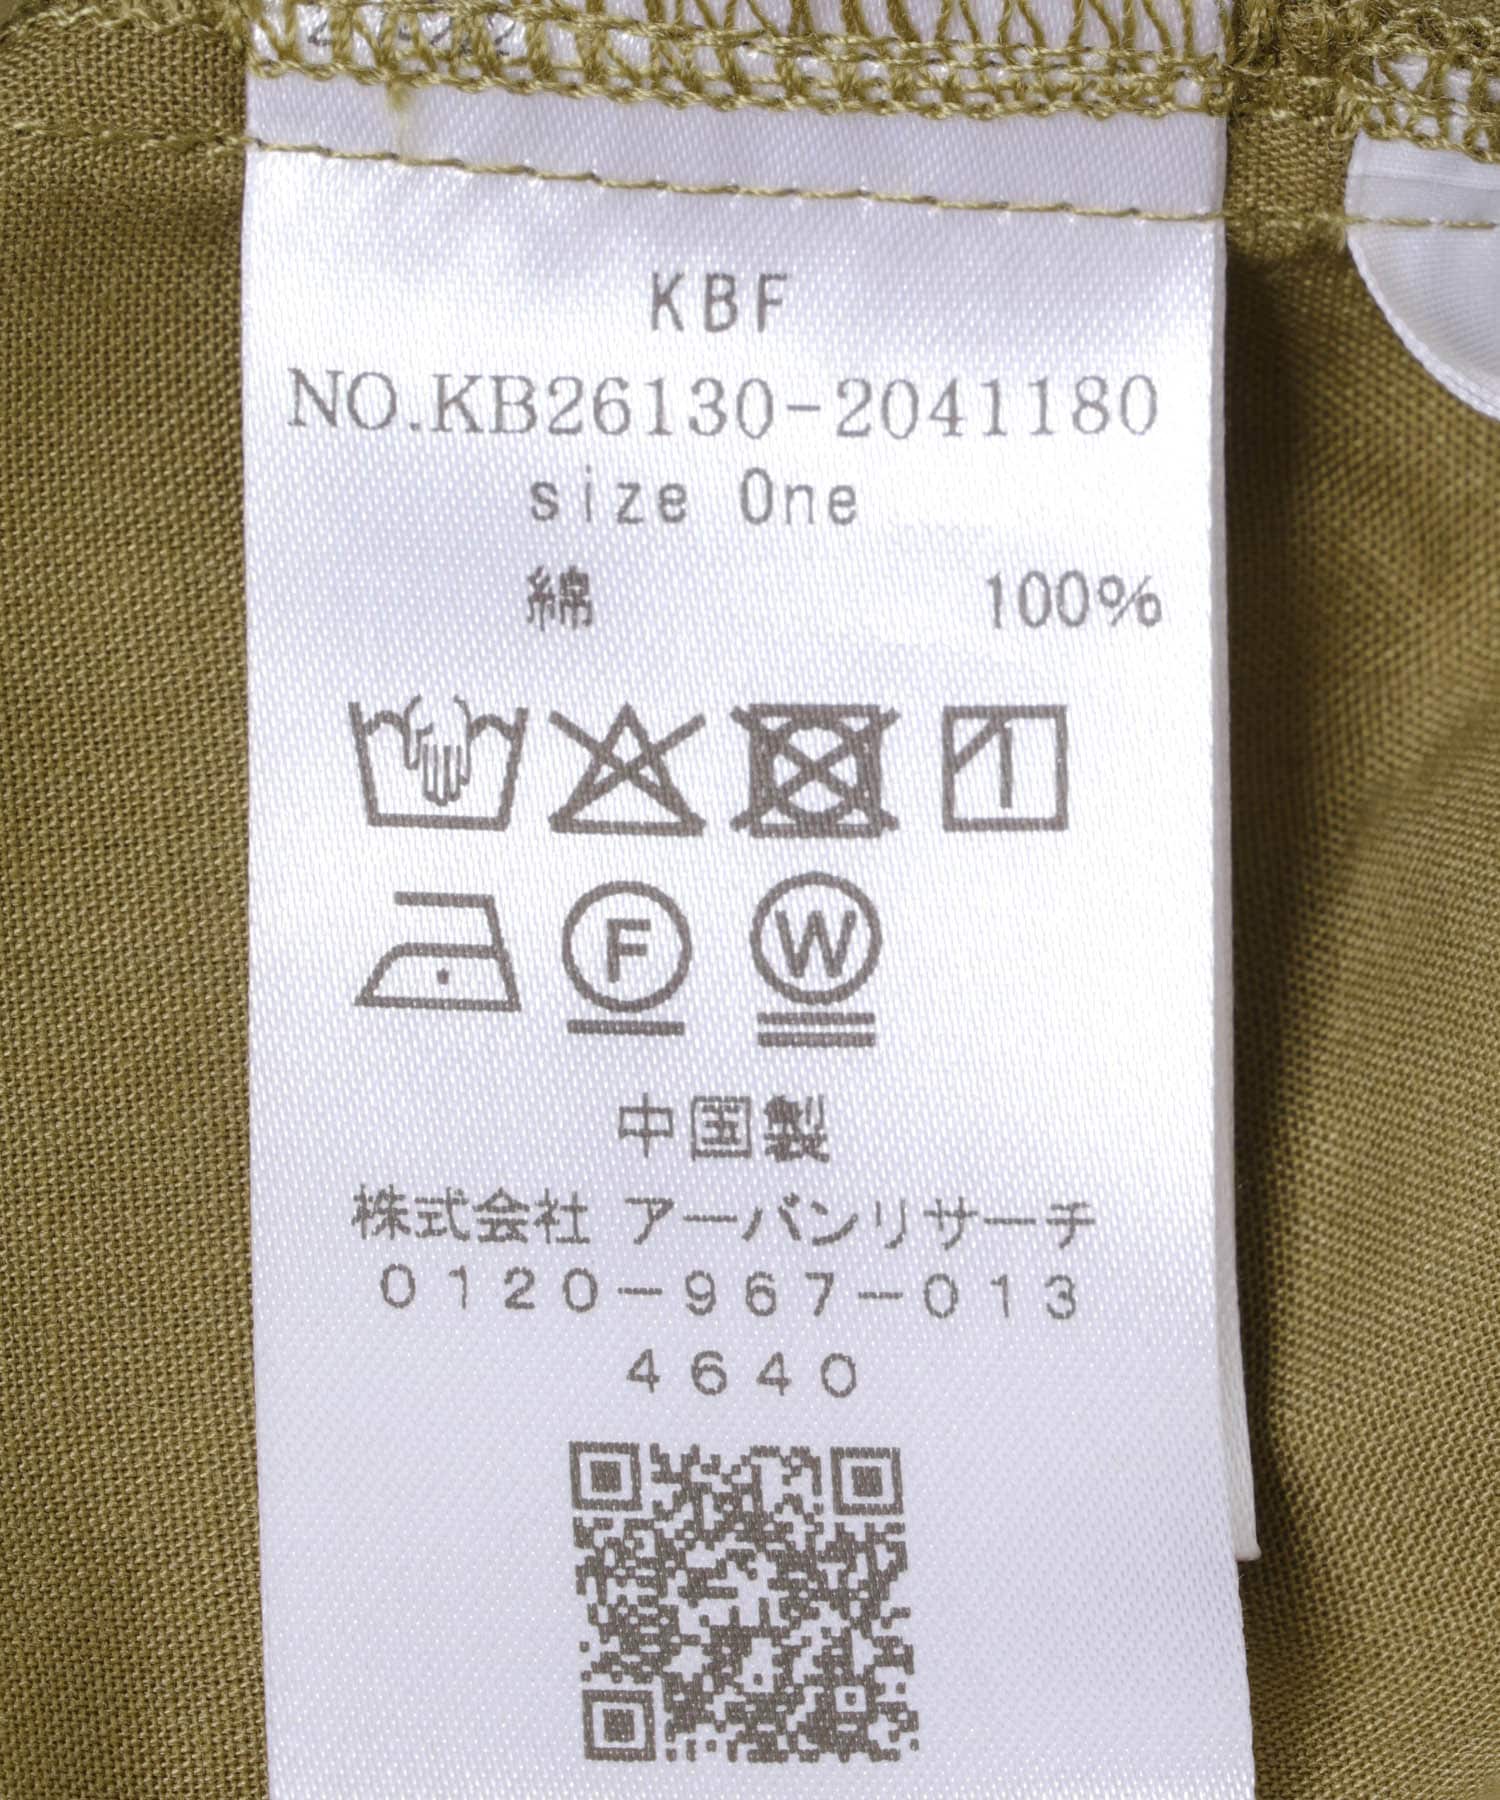 KBF
NO.KB26130-2041180
size One
綿 100%
F W
中国製
株式会社 アーバンリサーチ
0120-967-013
4640